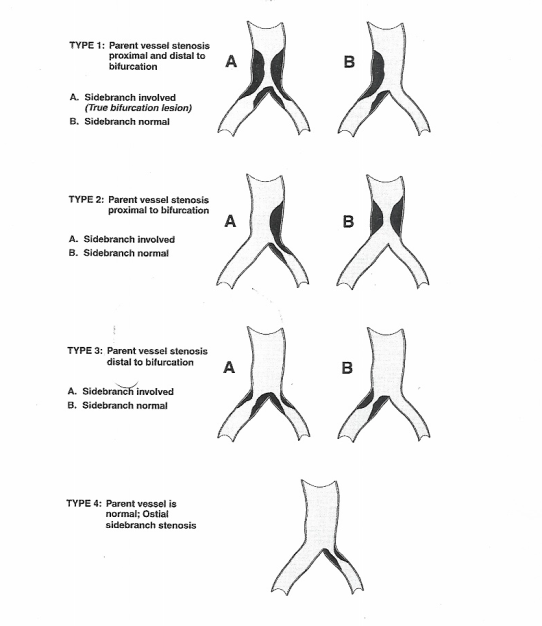 TYPE 1: Parent vessel stenosis
proximal and distal to
bifurcation
A
B
A. Sidebranch involved
(True bifurcation lesion)
B. Sidebranch normal
TYPE 2: Parent vessel stenosis
proximal to bifurcation
A
B
A. Sidebranch involved
B. Sidebranch normal
TYPE 3: Parent vessel stenosis
distal to bifurcation
A
B
A. Sidebranch involved
B. Sidebranch normal
TYPE 4: Parent vessel is
normal; Ostial
sidebranch stenosis